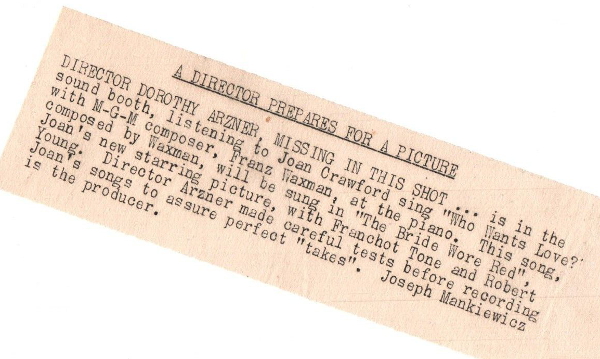 A DIRECTOR PREPARES FOR A PICTURE
DIRECTOR DOROTHY ARZNER MISSING IN THIS SHOT ... is in the
sound booth, listening to Joan Crawford sing "Who Wants Love?"
with M-G-M composer, Franz Waxman, at the piano. This song,
composed by Waxman, will be sung in "The Bride Wore Red",
Joan's new starring picture, with Franchot Tone and Robert
Young. Director Arzner made careful tests before recording
Joan's songs to assure perfect "takes". Joseph Mankiewicz
is the producer.